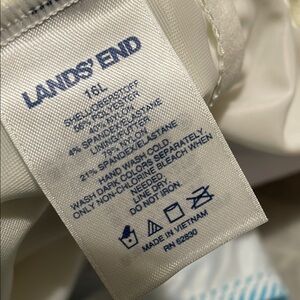 LANDS' END
16L
SHELL/OBERSTOFF
56% POLYESTER
40% NYLON
4% SPANDEX/ELASTANE
LINING/FUTTER
79% NYLON
21% SPANDEX/ELASTANE
HAND WASH COLD
WASH DARK COLORS SEPARATELY
ONLY NON-CHLORINE BLEACH WHEN
NEEDED
LINE DRY
DO NOT IRON
MADE IN VIETNAM
RN 62830